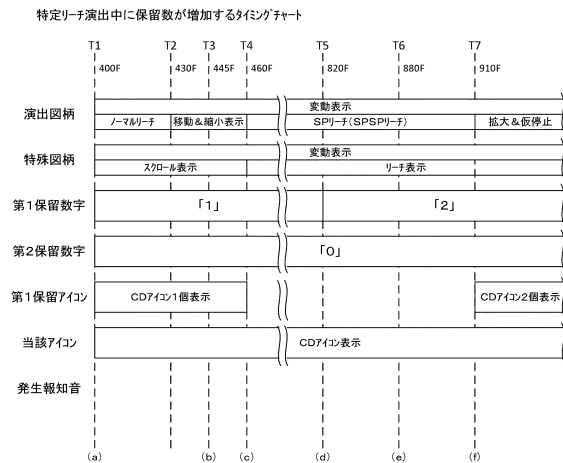 特定リーチ演出中に保留数が増加するタイミングチャート
T1 T2 T3 T4 T5 T6 T7
400F 430F 445F 460F 820F 880F 910F
演出図柄
変動表示
ノーマルリーチ 移動&縮小表示 SPリーチ(SPSPリーチ) 拡大&仮停止
特殊図柄
変動表示
スクロール表示 リーチ表示
第1保留数字 「1」 「2」
第2保留数字 「0」
第1保留アイコン CDアイコン1個表示 CDアイコン2個表示
当該アイコン CDアイコン表示
発生報知音
(a) (b) (c) (d) (e) (f)